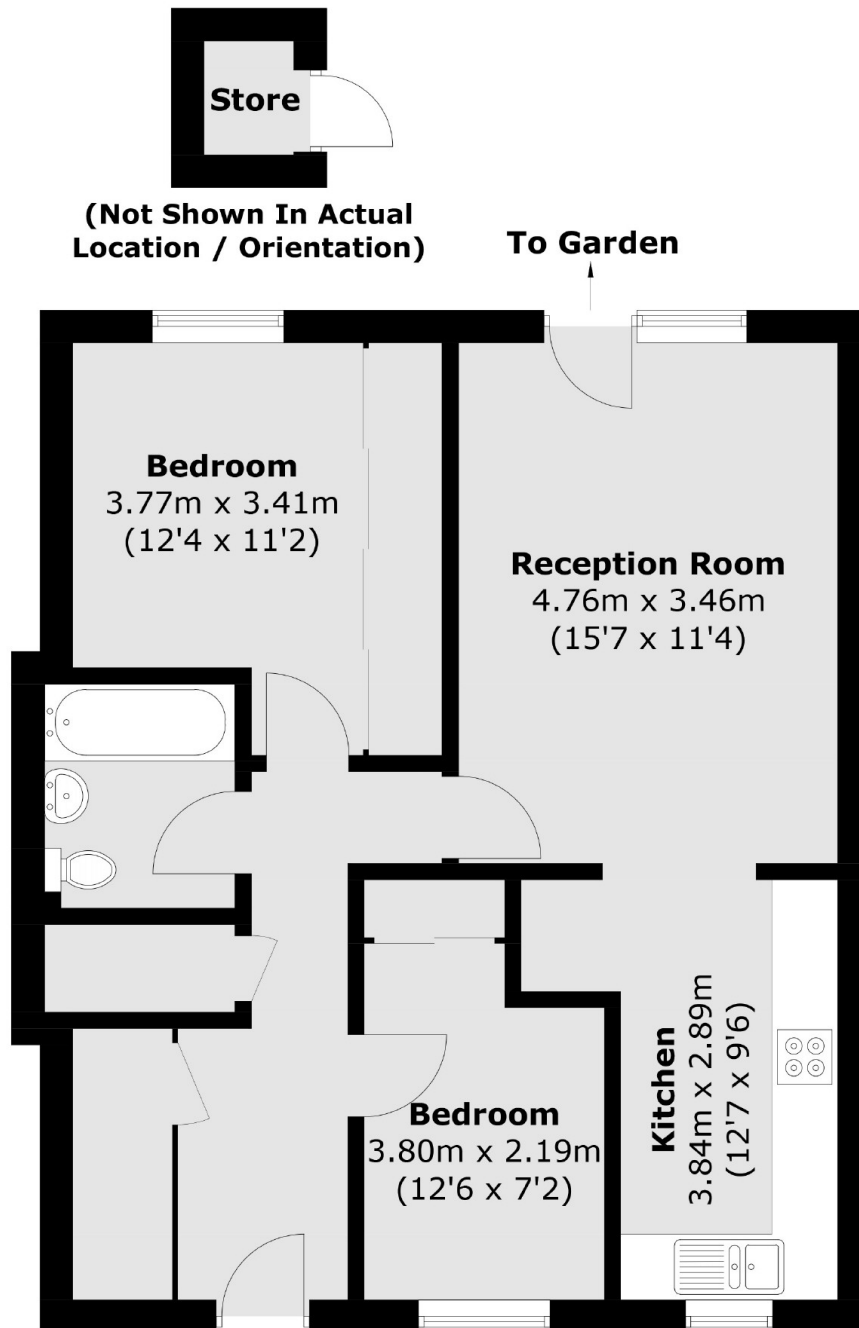 Store
(Not Shown In Actual
Location / Orientation)
To Garden
Bedroom
3.77m x 3.41m
(12'4 x 11'2)
Reception Room
4.76m x 3.46m
(15'7 x 11'4)
Kitchen
3.84m x 2.89m
(12'7 x 9'6)
Bedroom
3.80m x 2.19m
(12'6 x 7'2)